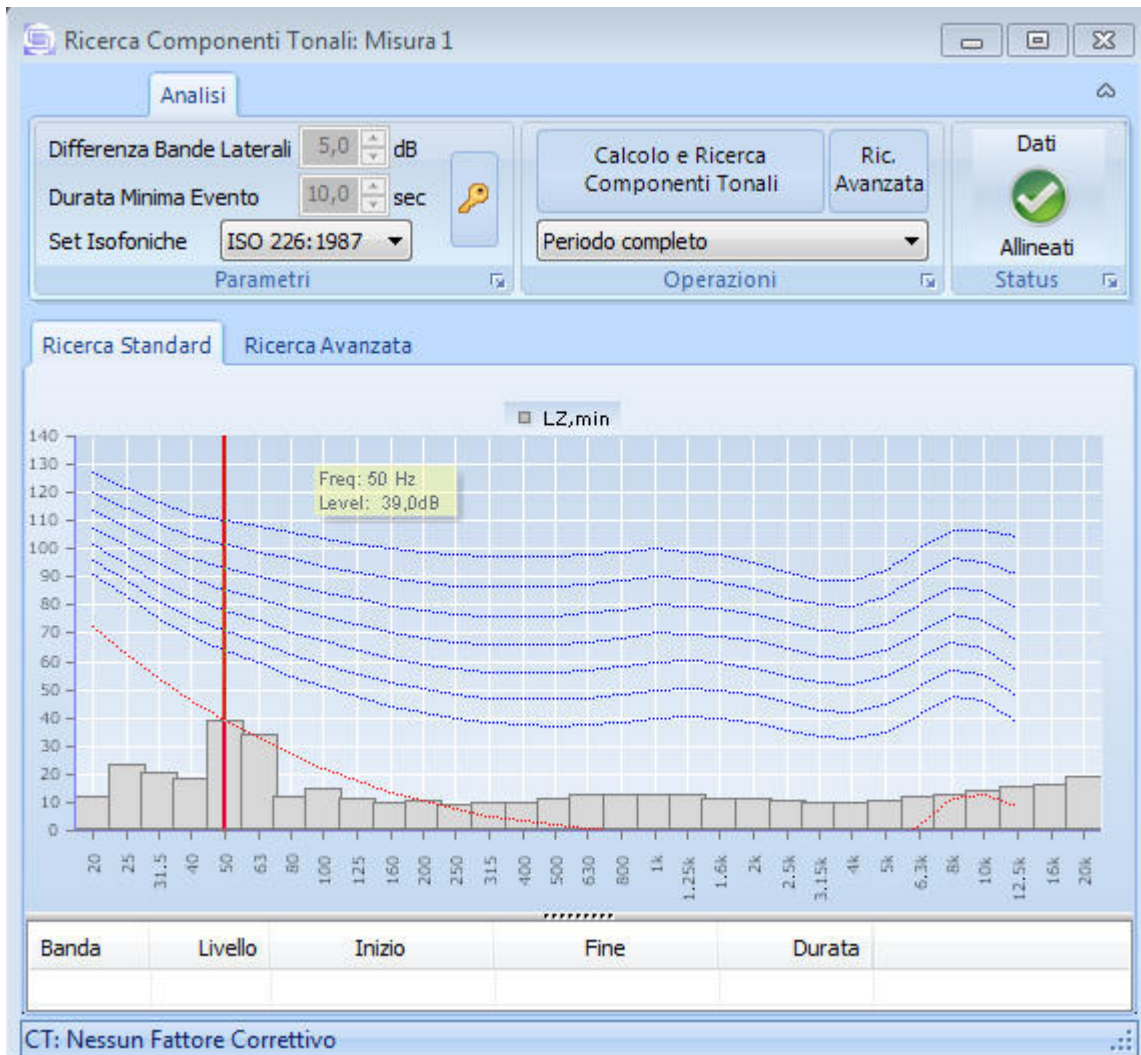 Ricerca Componenti Tonali: Misura 1
Analisi
Differenza Bande Laterali 5,0 dB
Durata Minima Evento 10,0 sec
Set Isofoniche ISO 226:1987
Parametri
Calcolo e Ricerca
Componenti Tonali
Ric.
Avanzata
Periodo completo
Operazioni
Dati
Allineati
Status
Ricerca Standard Ricerca Avanzata
LZ,min
Freq: 50 Hz
Level: 39,0dB
140
130
120
110
100
90
80
70
60
50
40
30
20
10
0
20 25 31.5 40 50 63 80 100 125 160 200 250 315 400 500 630 800 1k 1.25k 1.6k 2k 2.5k 3.15k 4k 5k 6.3k 8k 10k 12.5k 16k 20k
Banda Livello Inizio Fine Durata
CT: Nessun Fattore Correttivo